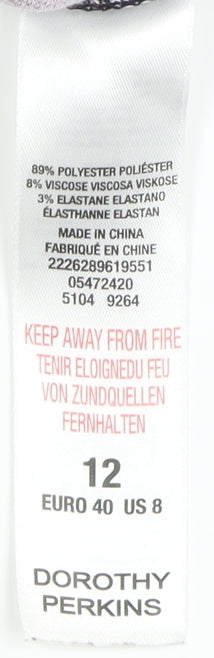 89% POLYESTER POLIÉSTER
8% VISCOSE VISCOSA VISKOSE
3% ELASTANE ELASTANO
ÉLASTHANNE ELASTAN
MADE IN CHINA
FABRIQUÉ EN CHINE
2226289619551
05472420
5104 9264
KEEP AWAY FROM FIRE
TENIR ELOIGNEDU FEU
VON ZUNDQUELLEN
FERNHALTEN
12
EURO 40 US 8
DOROTHY
PERKINS